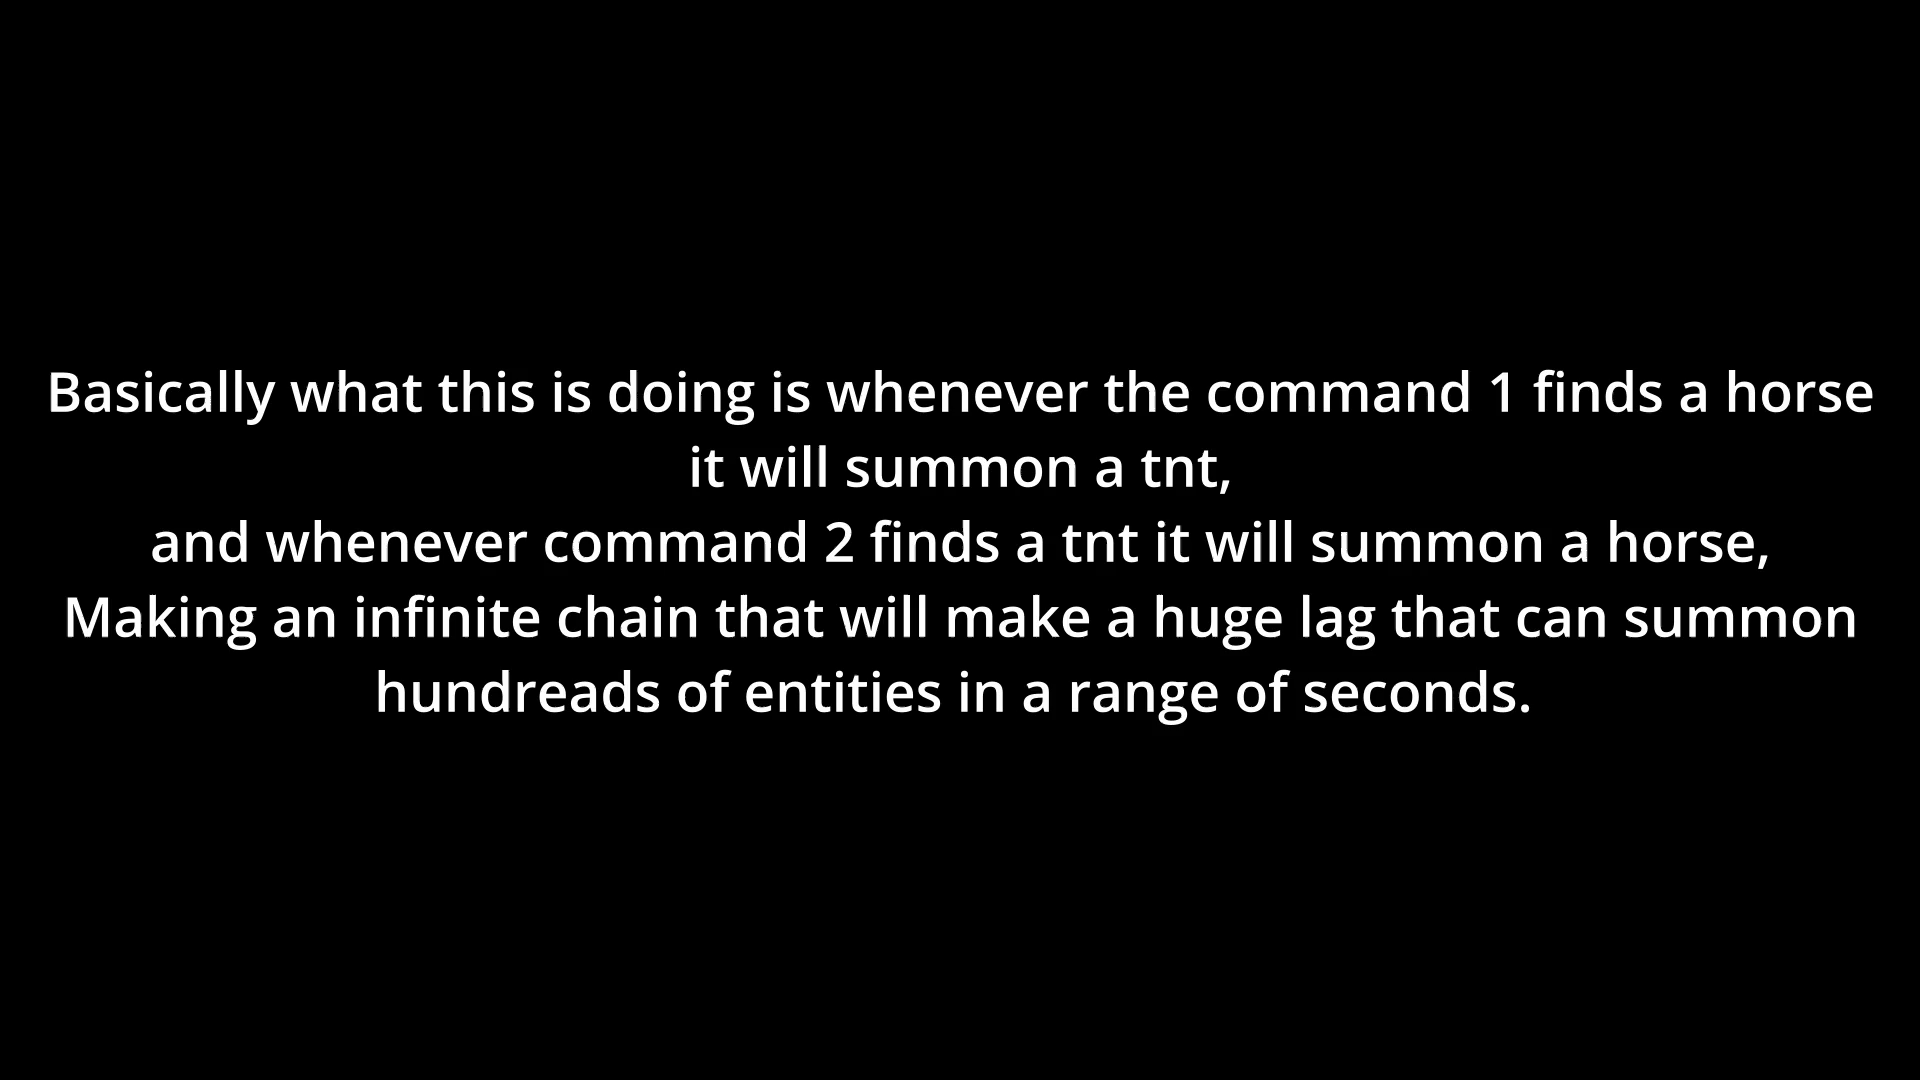 Basically what this is doing is whenever the command 1 finds a horse
it will summon a tnt,
and whenever command 2 finds a tnt it will summon a horse,
Making an infinite chain that will make a huge lag that can summon
hundreads of entities in a range of seconds.